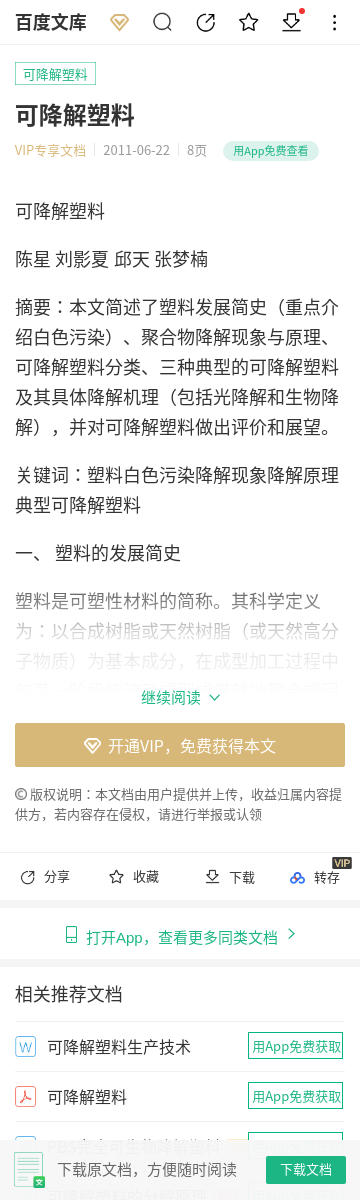 百度文库
可降解塑料
可降解塑料
VIP专享文档 2011-06-22 8页 用App免费查看
可降解塑料
陈星 刘影夏 邱天 张梦楠
摘要：本文简述了塑料发展简史（重点介
绍白色污染）、聚合物降解现象与原理、
可降解塑料分类、三种典型的可降解塑料
及其具体降解机理（包括光降解和生物降
解），并对可降解塑料做出评价和展望。
关键词：塑料白色污染降解现象降解原理
典型可降解塑料
一、 塑料的发展简史
塑料是可塑性材料的简称。其科学定义
为：以合成树脂或天然树脂（或天然高分
子物质）为基本成分，在成型加工过程中
继续阅读
开通VIP，免费获得本文
© 版权说明：本文档由用户提供并上传，收益归属内容提
供方，若内容存在侵权，请进行举报或认领
分享 收藏 下载 转存 VIP
打开App，查看更多同类文档
相关推荐文档
W 可降解塑料生产技术 用App免费获取
可降解塑料 用App免费获取
下载原文档，方便随时阅读 下载文档